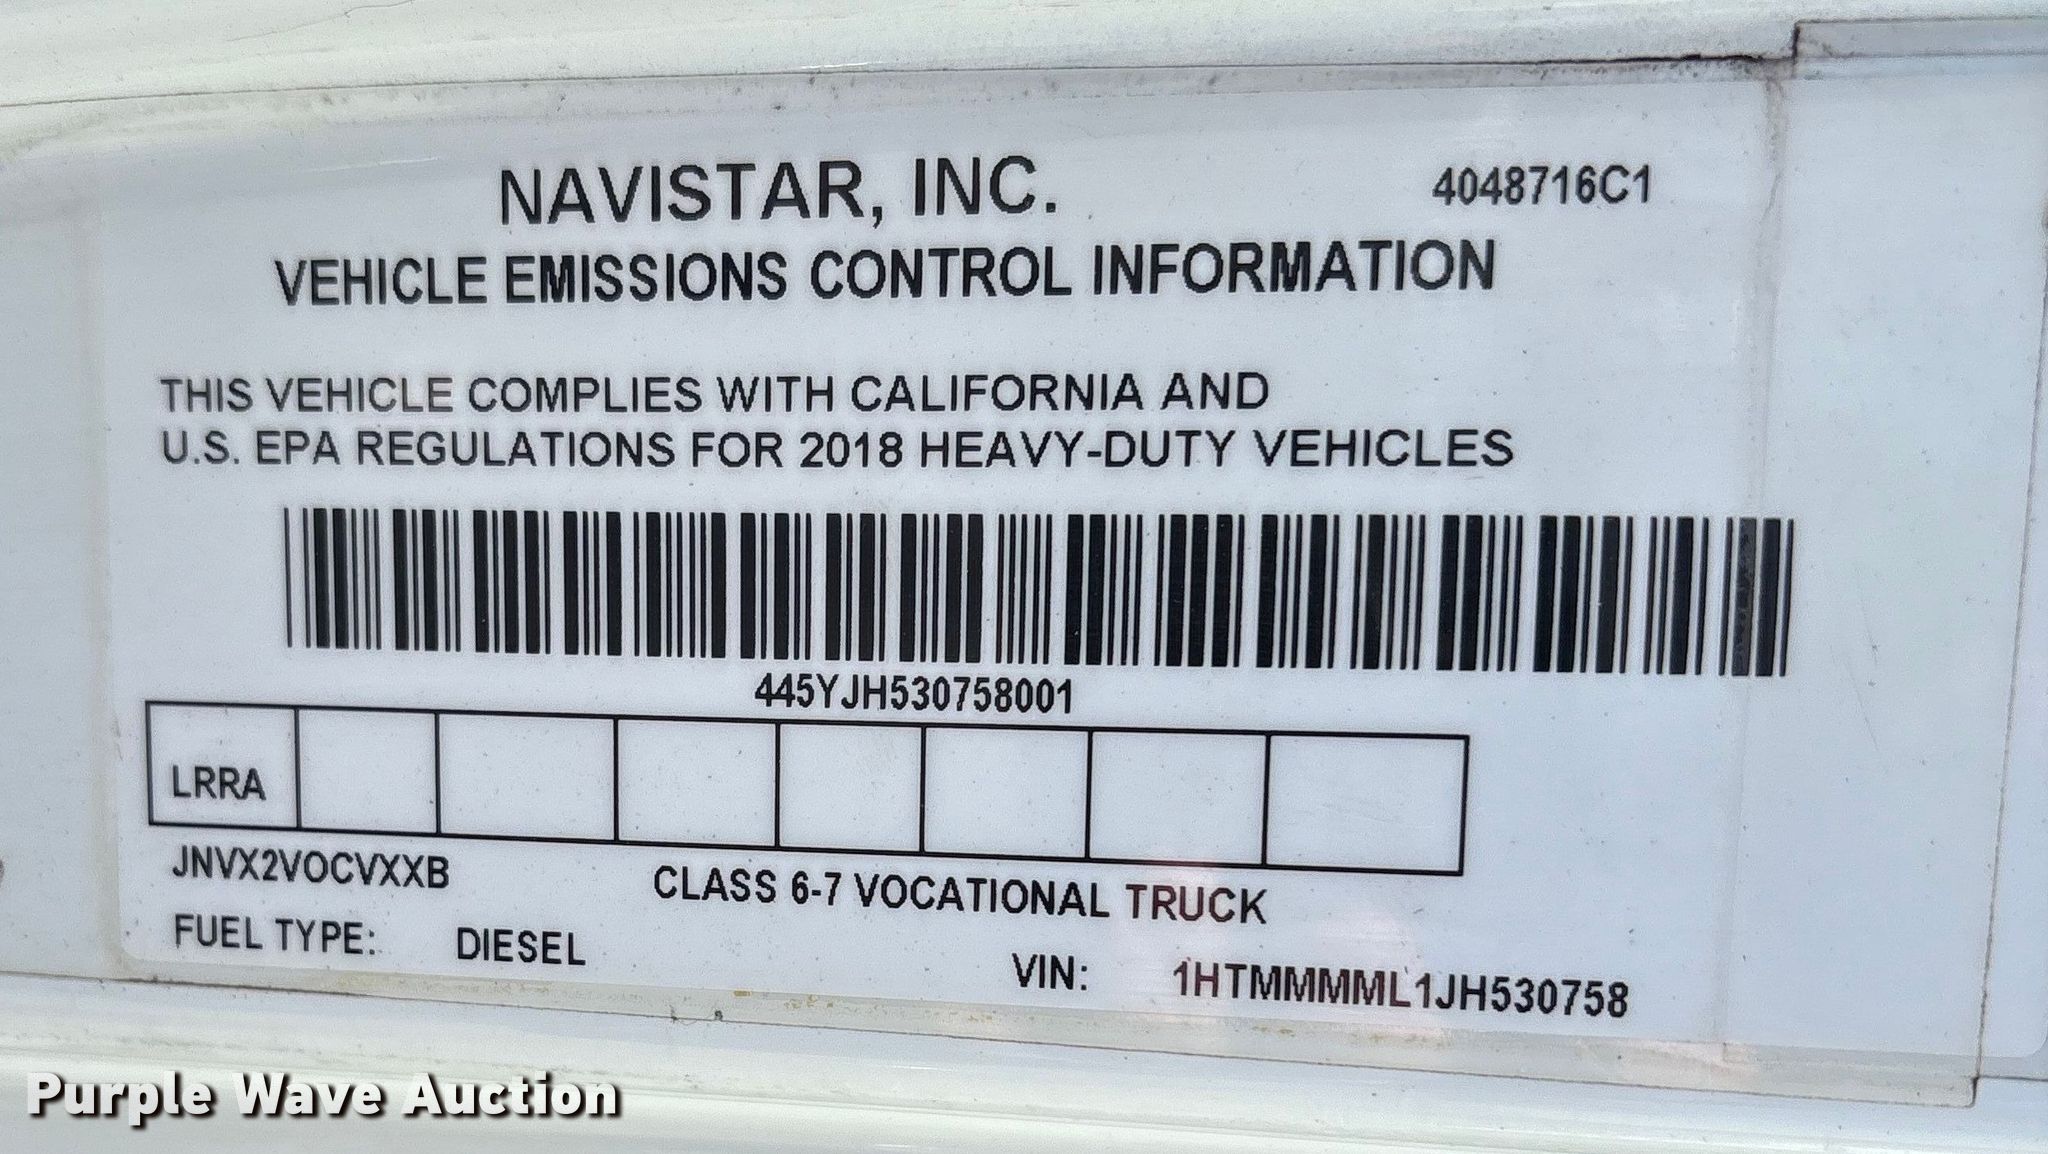 NAVISTAR, INC.
4048716C1
VEHICLE EMISSIONS CONTROL INFORMATION
THIS VEHICLE COMPLIES WITH CALIFORNIA AND
U.S. EPA REGULATIONS FOR 2018 HEAVY-DUTY VEHICLES
445YJH530758001
LRRA
JNVX2VOCVXXB
CLASS 6-7 VOCATIONAL TRUCK
FUEL TYPE: DIESEL
VIN: 1HTMMMML1JH530758
Purple Wave Auction